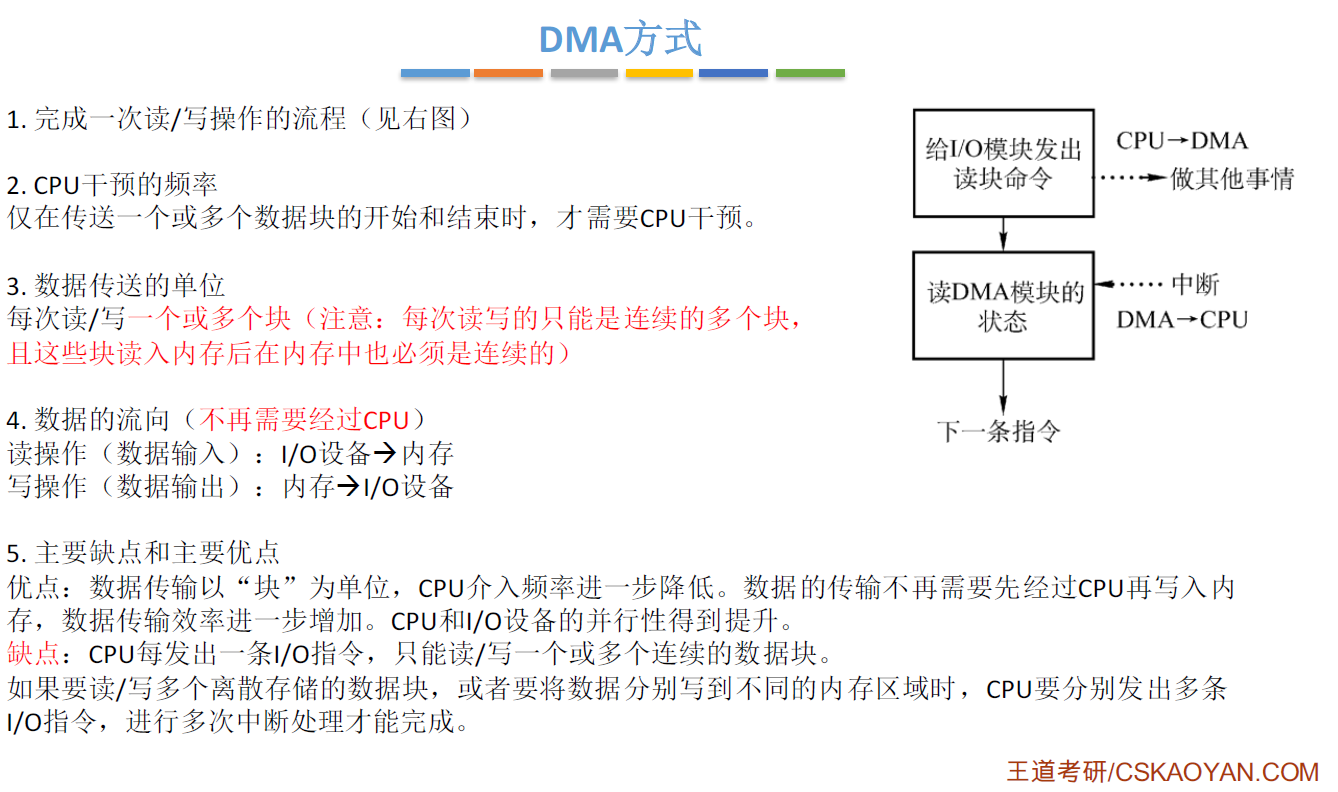 DMA方式
1. 完成一次读/写操作的流程（见右图）
2. CPU干预的频率
仅在传送一个或多个数据块的开始和结束时，才需要CPU干预。
3. 数据传送的单位
每次读/写一个或多个块（注意：每次读写的只能是连续的多个块，
且这些块读入内存后在内存中也必须是连续的）
4. 数据的流向（不再需要经过CPU）
读操作（数据输入）：I/O设备→内存
写操作（数据输出）：内存→I/O设备
5. 主要缺点和主要优点
优点：数据传输以“块”为单位，CPU介入频率进一步降低。数据的传输不再需要先经过CPU再写入内
存，数据传输效率进一步增加。CPU和I/O设备的并行性得到提升。
缺点：CPU每发出一条I/O指令，只能读/写一个或多个连续的数据块。
如果要读/写多个离散存储的数据块，或者要将数据分别写到不同的内存区域时，CPU要分别发出多条
I/O指令，进行多次中断处理才能完成。
给I/O模块发出
读块命令
CPU→DMA
做其他事情
读DMA模块的
状态
中断
DMA→CPU
下一条指令
王道考研/CSKAOYAN.COM